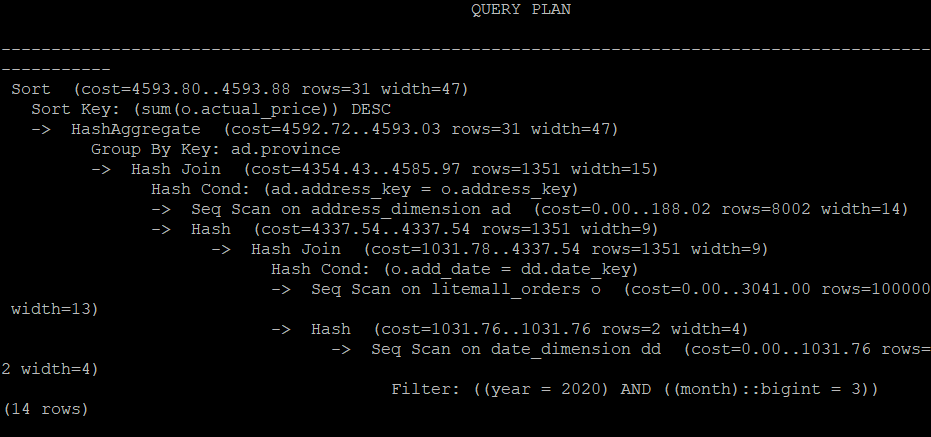 QUERY PLAN
---------------------------------------------------------------------------------------------
-----------
Sort  (cost=4593.80..4593.88 rows=31 width=47)
Sort Key: (sum(o.actual_price)) DESC
->  HashAggregate  (cost=4592.72..4593.03 rows=31 width=47)
Group By Key: ad.province
->  Hash Join  (cost=4354.43..4585.97 rows=1351 width=15)
Hash Cond: (ad.address_key = o.address_key)
->  Seq Scan on address_dimension ad  (cost=0.00..188.02 rows=8002 width=14)
->  Hash  (cost=4337.54..4337.54 rows=1351 width=9)
->  Hash Join  (cost=1031.78..4337.54 rows=1351 width=9)
Hash Cond: (o.add_date = dd.date_key)
->  Seq Scan on litemall_orders o  (cost=0.00..3041.00 rows=100000
width=13)
->  Hash  (cost=1031.76..1031.76 rows=2 width=4)
->  Seq Scan on date_dimension dd  (cost=0.00..1031.76 rows=
2 width=4)
Filter: ((year = 2020) AND ((month)::bigint = 3))
(14 rows)